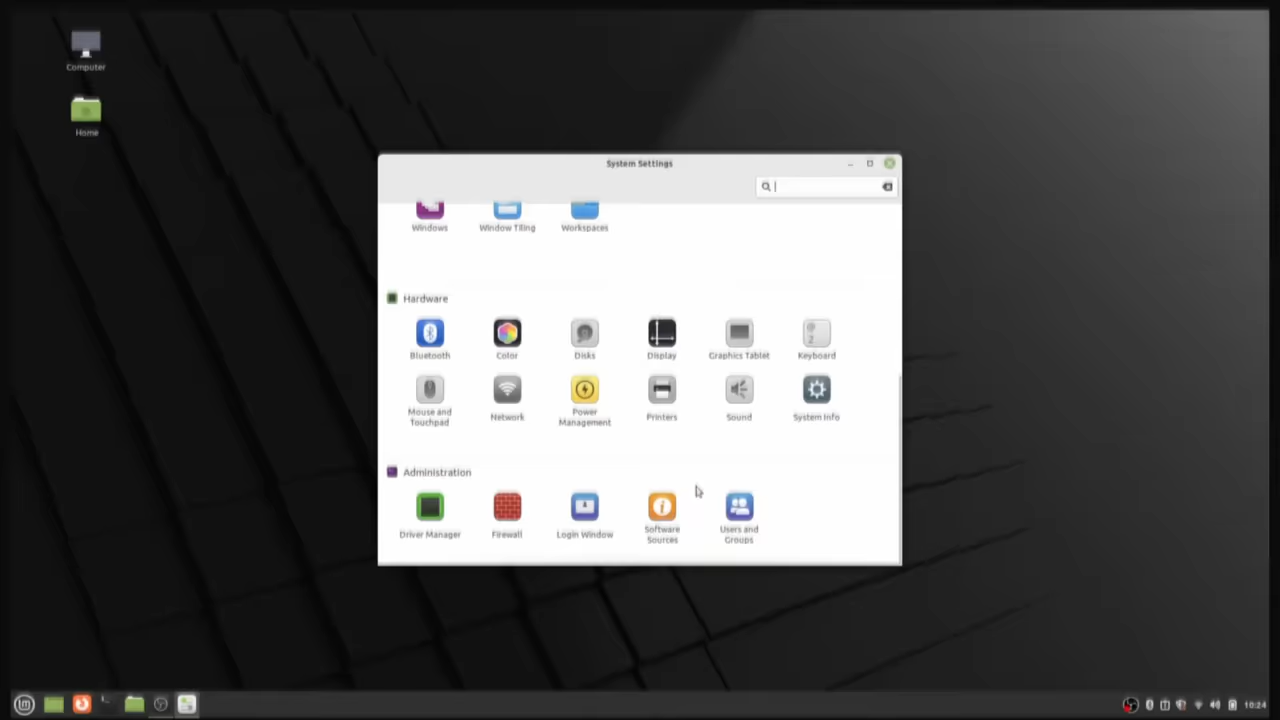 Computer
Home
System Settings
Windows
Window Tiling
Workspaces
Hardware
Bluetooth
Color
Disks
Display
Graphics Tablet
Keyboard
Mouse and
Touchpad
Network
Power
Management
Printers
Sound
System Info
Administration
Driver Manager
Firewall
Login Window
Software
Sources
Users and
Groups
10:24